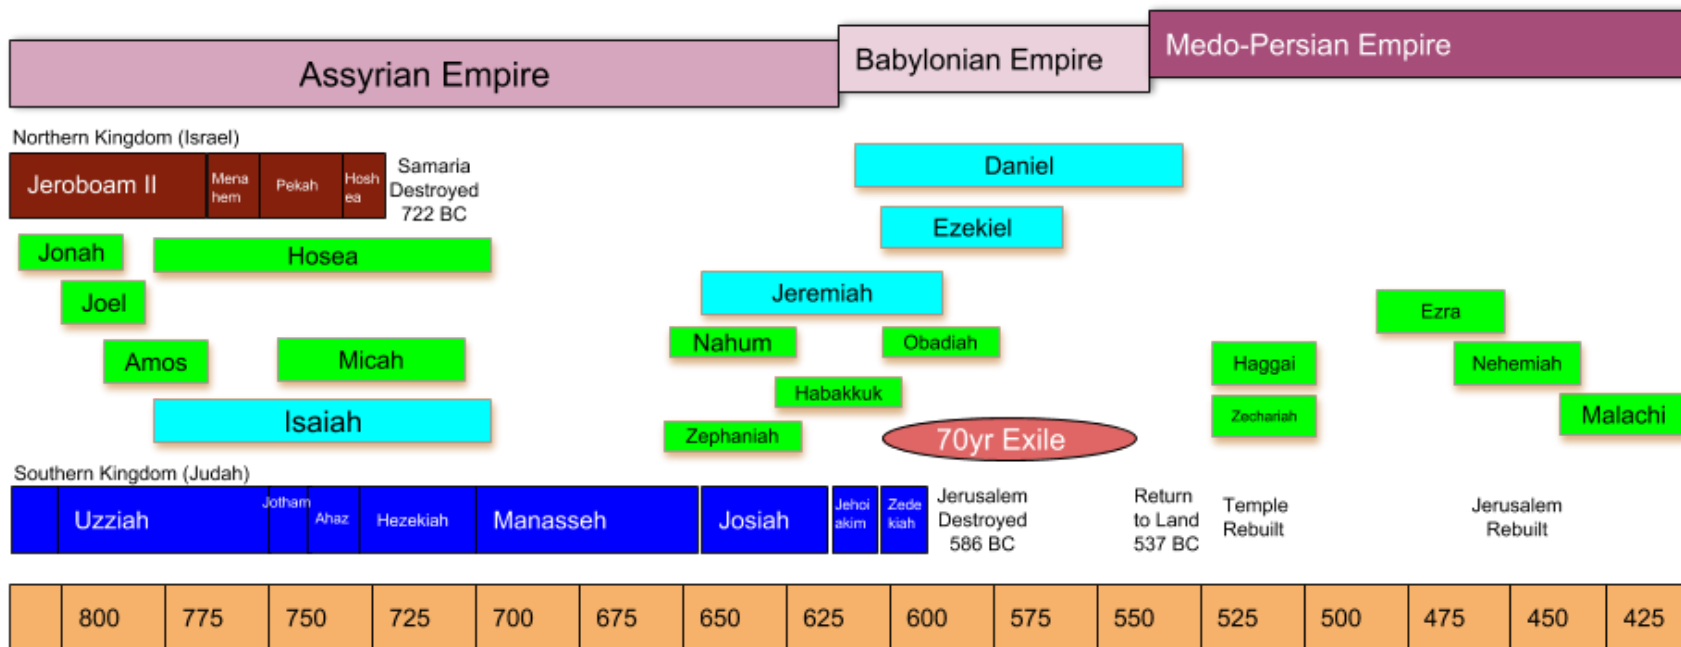 Assyrian Empire
Babylonian Empire
Medo-Persian Empire
Northern Kingdom (Israel)
Jeroboam II
Mena
hem
Pekah
Hosh
ea
Samaria
Destroyed
722 BC
Daniel
Ezekiel
Jonah
Hosea
Joel
Jeremiah
Ezra
Amos
Micah
Nahum
Obadiah
Haggai
Nehemiah
Habakkuk
Isaiah
Zephaniah
70yr Exile
Zechariah
Malachi
Southern Kingdom (Judah)
Uzziah
Jotham
Ahaz
Hezekiah
Manasseh
Josiah
Jehoi
akim
Zede
kiah
Jerusalem
Destroyed
586 BC
Return
to Land
537 BC
Temple
Rebuilt
Jerusalem
Rebuilt
800 775 750 725 700 675 650 625 600 575 550 525 500 475 450 425